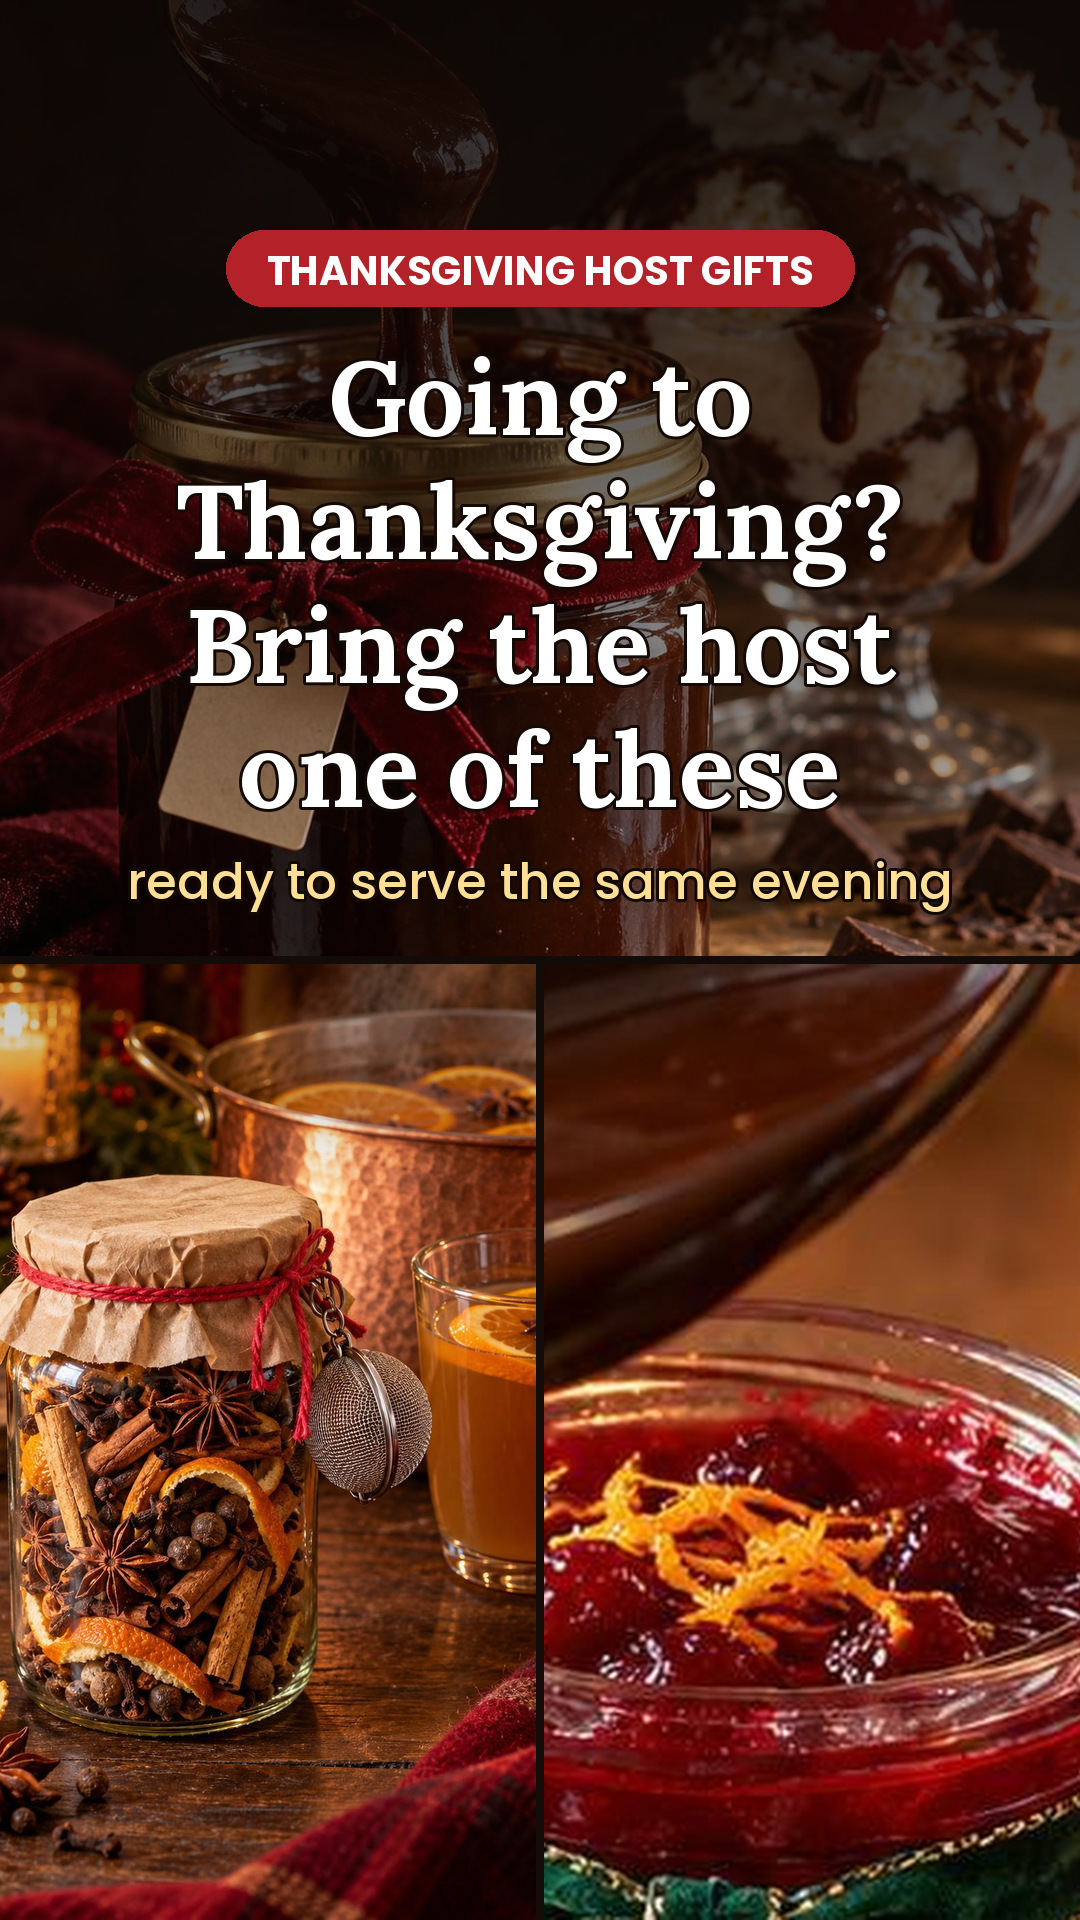 THANKSGIVING HOST GIFTS
Going to
Thanksgiving?
Bring the host
one of these
ready to serve the same evening